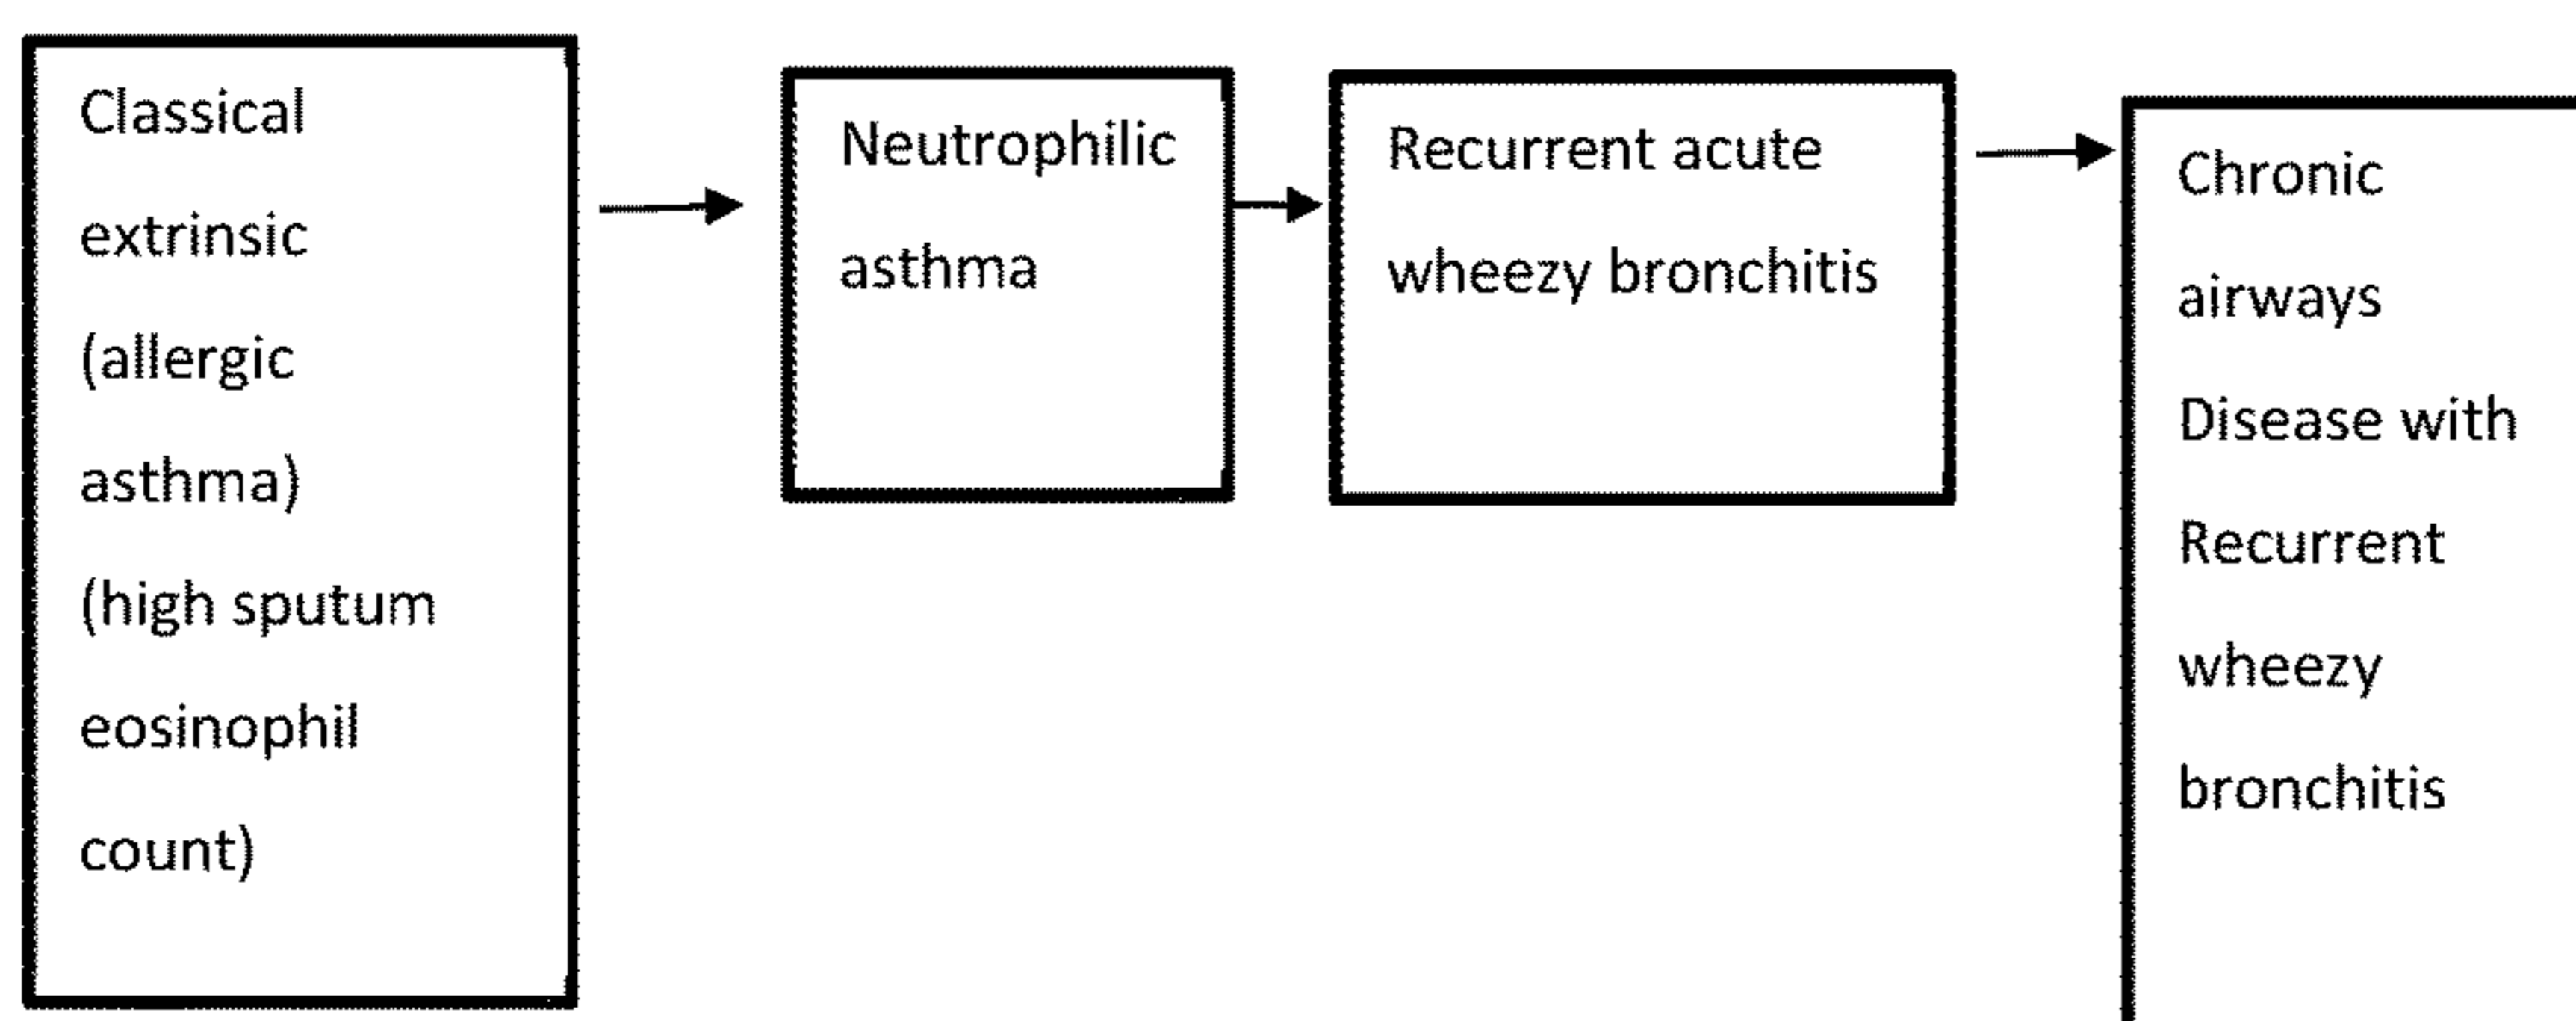 Classical
extrinsic
(allergic
asthma)
(high sputum
eosinophil
count)
Neutrophilic
asthma
Recurrent acute
wheezy bronchitis
Chronic
airways
Disease with
Recurrent
wheezy
bronchitis